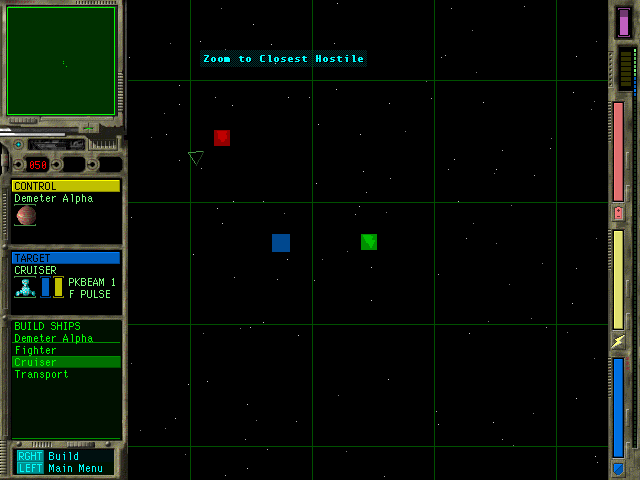 Zoom to Closest Hostile
050
CONTROL
Demeter Alpha
TARGET
CRUISER
PKBEAM 1
F PULSE
BUILD SHIPS
Demeter Alpha
Fighter
Cruiser
Transport
RGHT Build
LEFT Main Menu